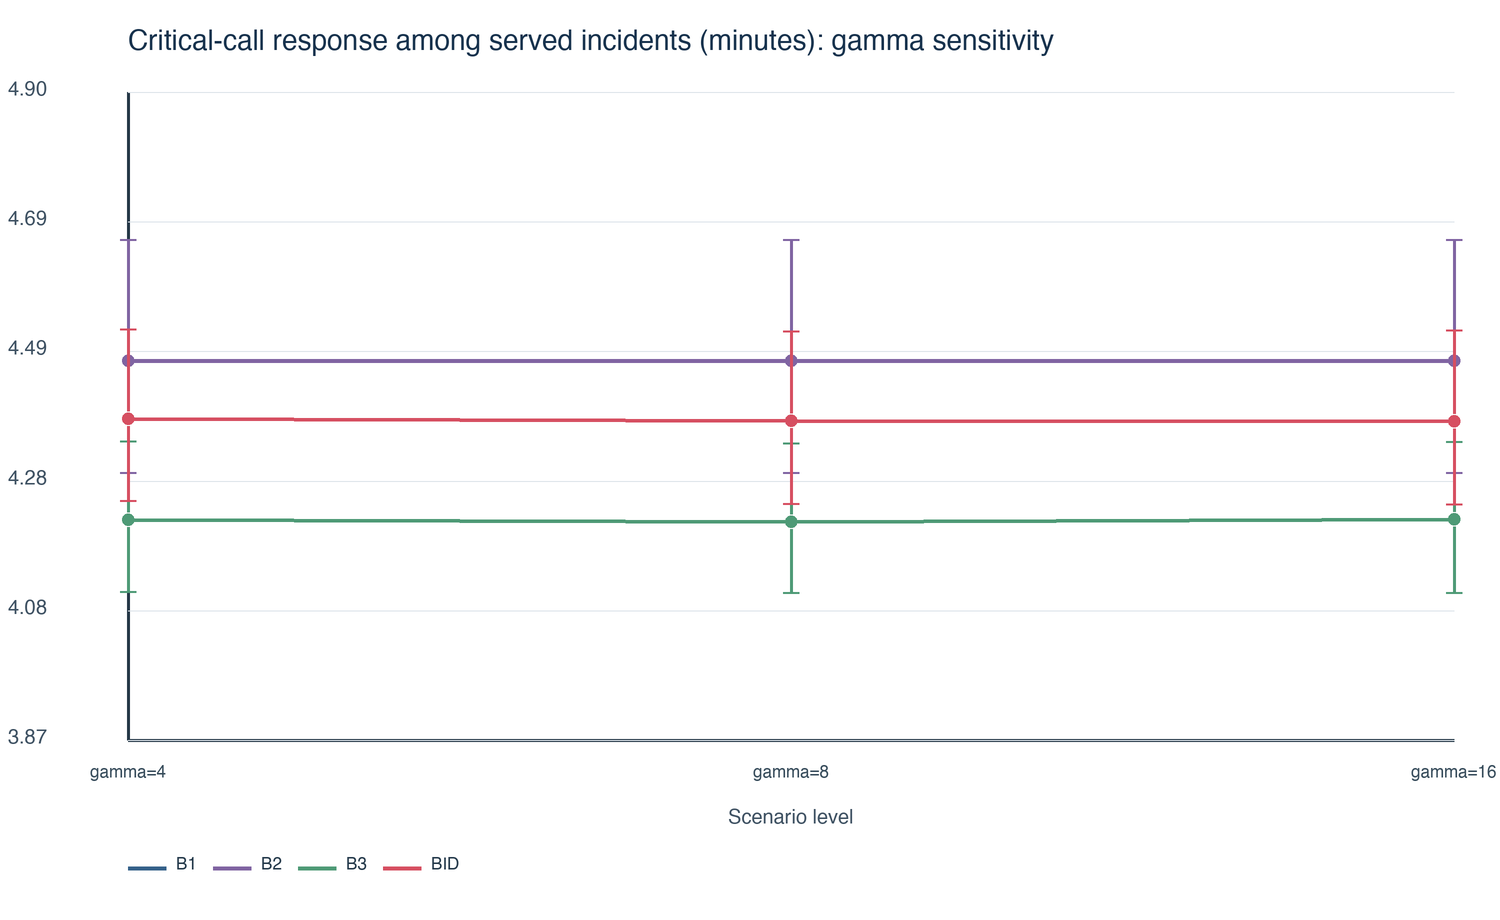 Critical-call response among served incidents (minutes): gamma sensitivity
4.90
4.69
4.49
4.28
4.08
3.87
gamma=4 gamma=8 gamma=16
Scenario level
B1 B2 B3 BID